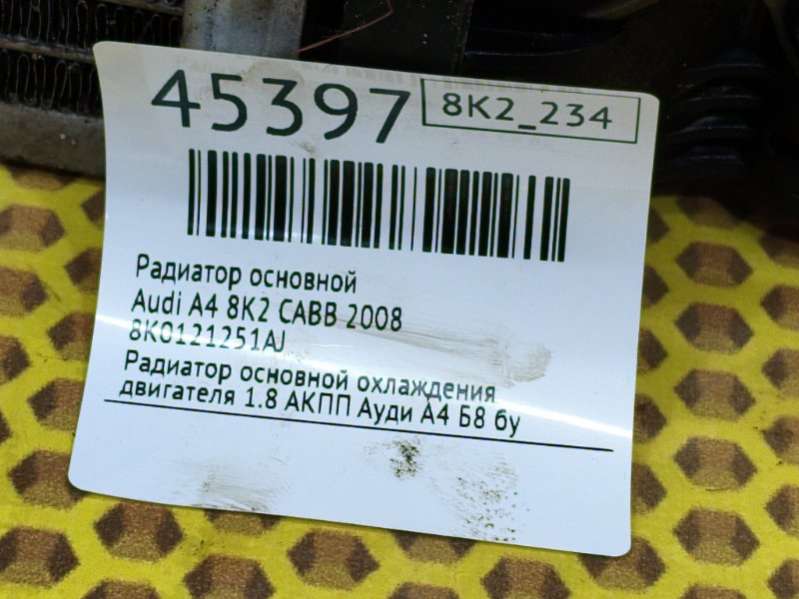 45397
8K2_234
Радиатор основной
Audi A4 8K2 CABB 2008
8K0121251AJ
Радиатор основной охлаждения
двигателя 1.8 АКПП Ауди А4 Б8 бу